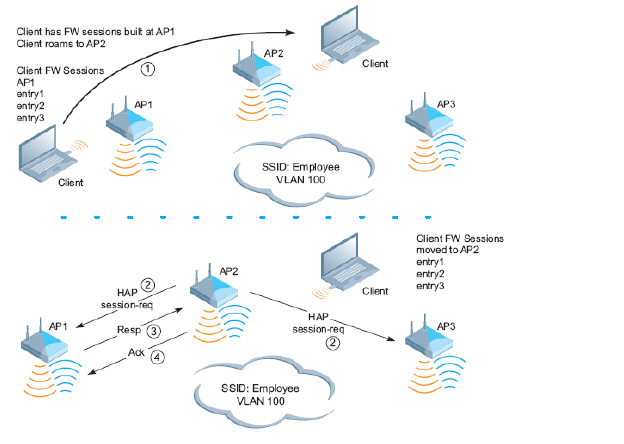 Client has FW sessions built at AP1
Client roams to AP2
Client FW Sessions
AP1
entry1
entry2
entry3
1
AP1
AP2
Client
AP3
Client
SSID: Employee
VLAN 100
Client FW Sessions
moved to AP2
entry1
entry2
entry3
2
HAP
session-req
AP2
Client
HAP
session-req
2
AP1
Resp 3
Ack 4
AP3
SSID: Employee
VLAN 100